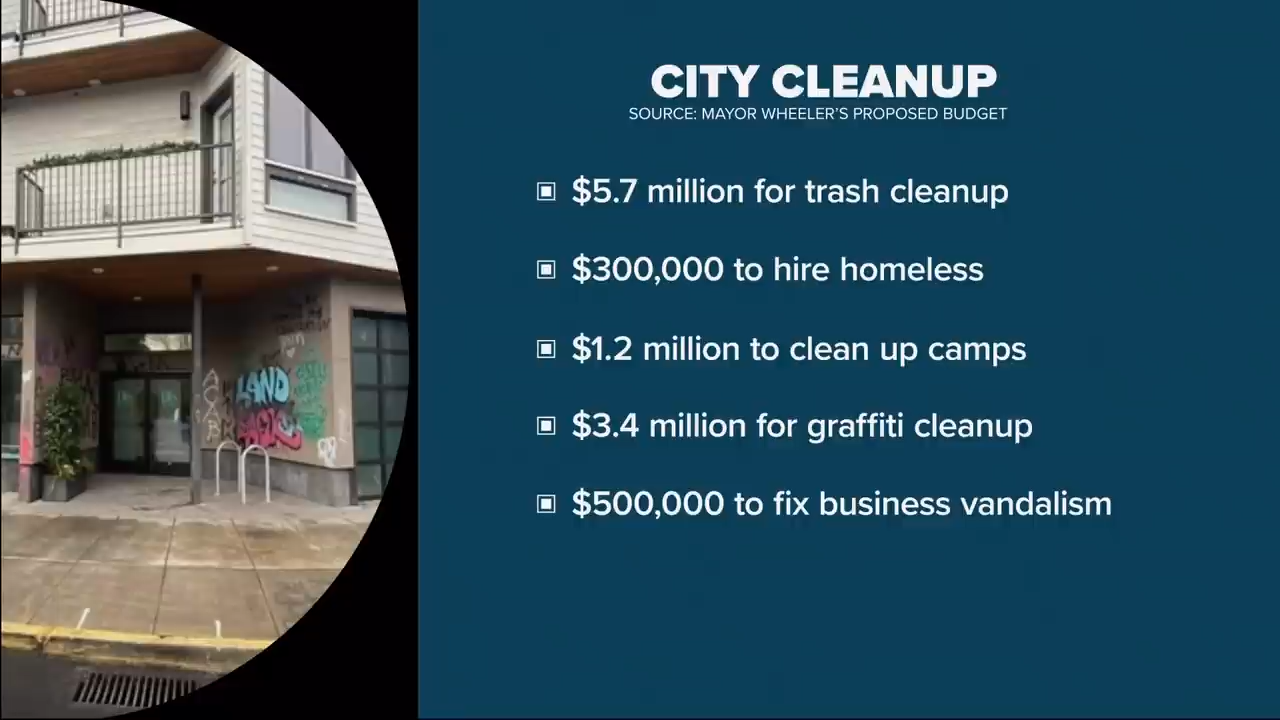 CITY CLEANUP
SOURCE: MAYOR WHEELER'S PROPOSED BUDGET
$5.7 million for trash cleanup
$300,000 to hire homeless
$1.2 million to clean up camps
$3.4 million for graffiti cleanup
$500,000 to fix business vandalism
LAND
BACK
ACAB